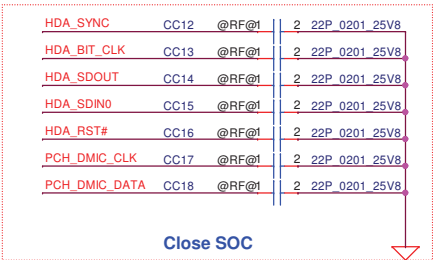 HDA_SYNC CC12 @RF@1 2 22P_0201_25V8
HDA_BIT_CLK CC13 @RF@1 2 22P_0201_25V8
HDA_SDOUT CC14 @RF@1 2 22P_0201_25V8
HDA_SDIN0 CC15 @RF@1 2 22P_0201_25V8
HDA_RST# CC16 @RF@1 2 22P_0201_25V8
PCH_DMIC_CLK CC17 @RF@1 2 22P_0201_25V8
PCH_DMIC_DATA CC18 @RF@1 2 22P_0201_25V8
Close SOC